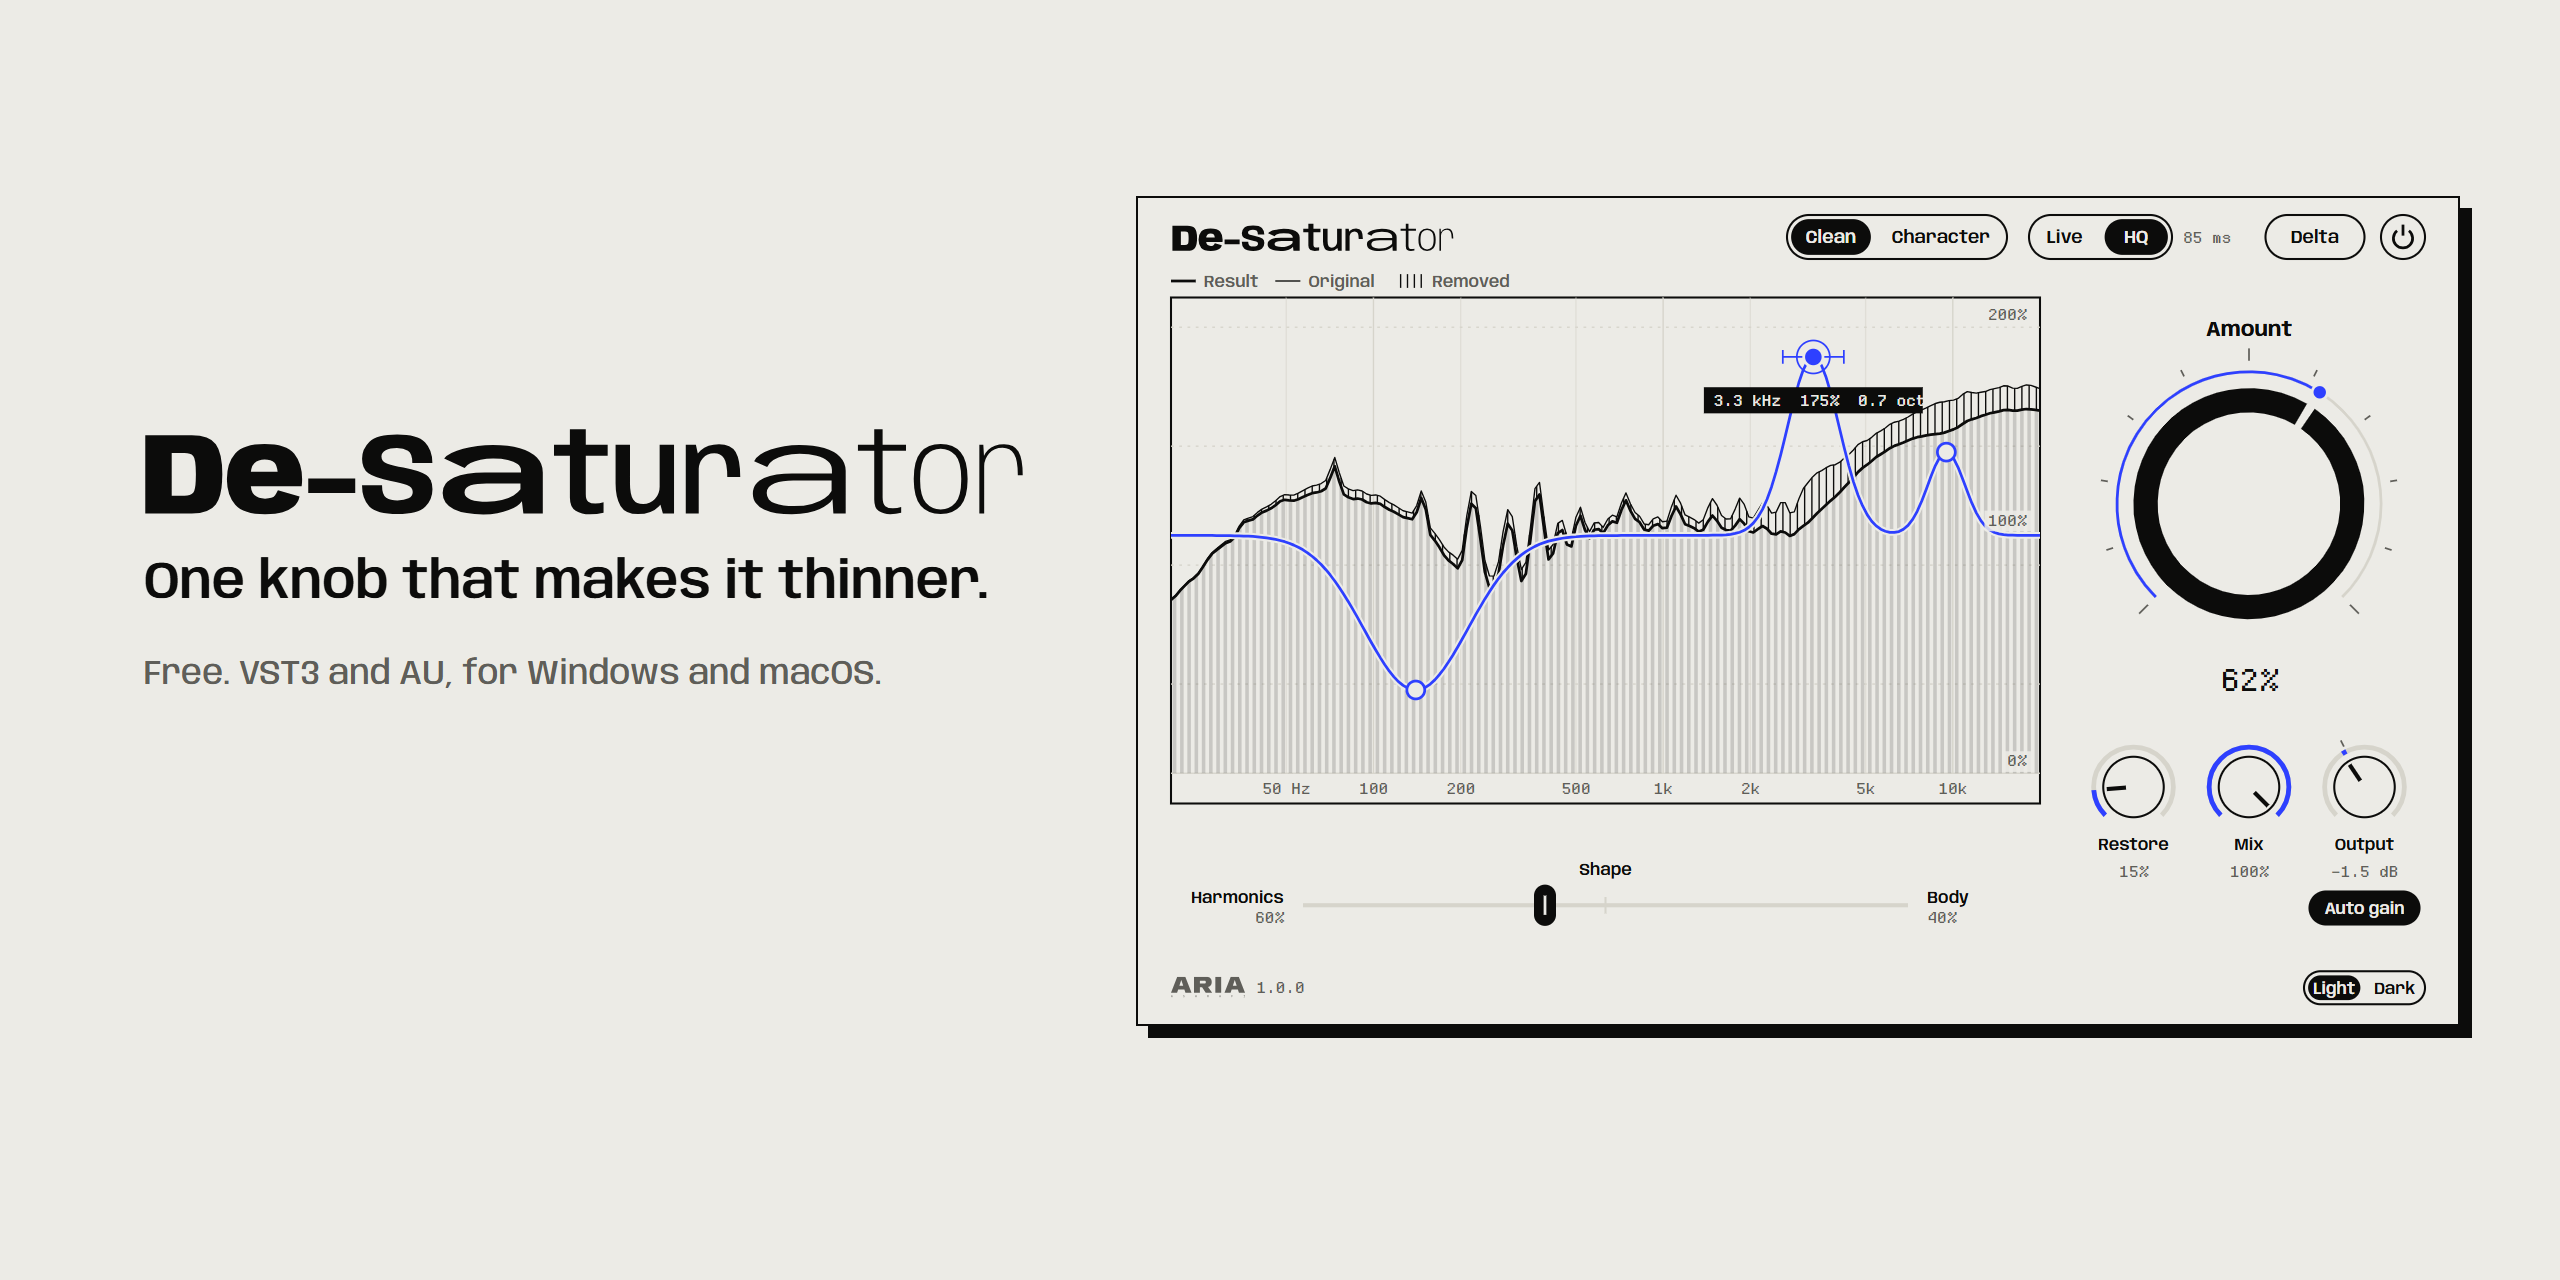 De-Saturator
One knob that makes it thinner.
Free. VST3 and AU, for Windows and macOS.
De-Saturator
Clean Character Live HQ 85 ms Delta
Result Original Removed
200%
3.3 kHz 175% 0.7 oct
100%
0%
50 Hz 100 200 500 1k 2k 5k 10k
Amount
62%
Restore Mix Output
15% 100% -1.5 dB
Auto gain
Shape
Harmonics Body
60% 40%
ARIA 1.0.0
Light Dark